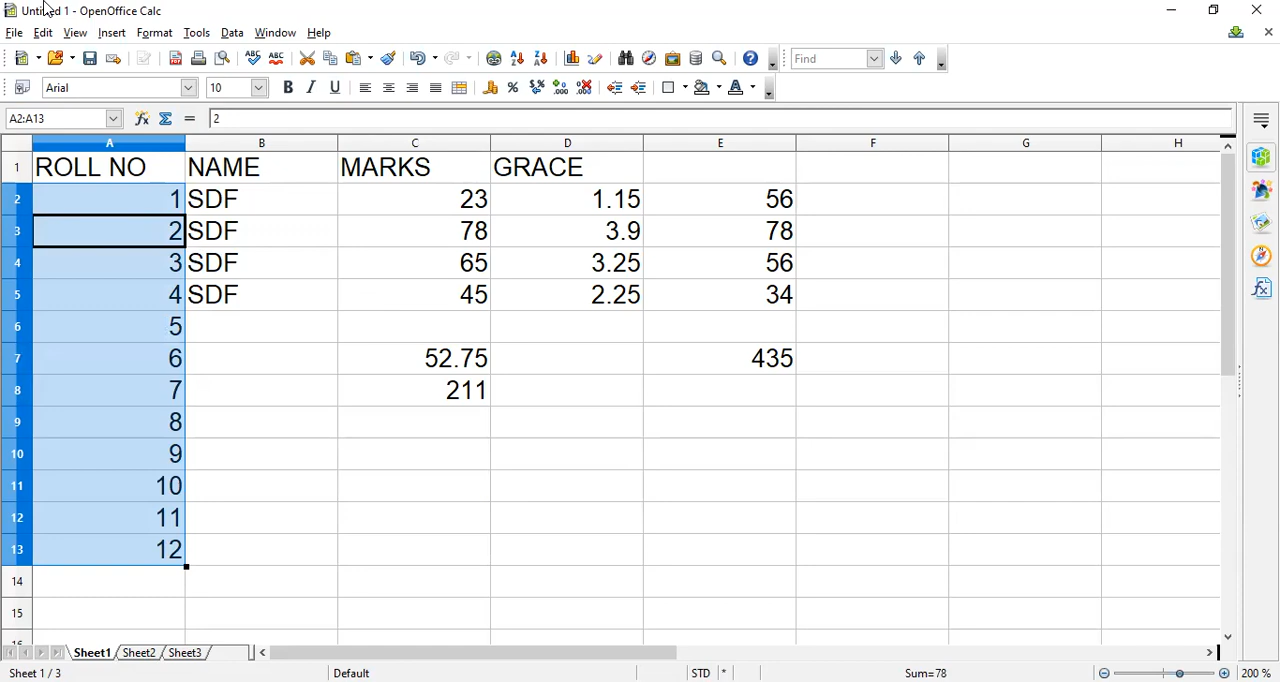 Untitled 1 - OpenOffice Calc
File Edit View Insert Format Tools Data Window Help
Find
Arial 10
A2:A13 2
A B C D E F G H
1 ROLL NO NAME MARKS GRACE
2 1 SDF 23 1.15 56
3 2 SDF 78 3.9 78
4 3 SDF 65 3.25 56
5 4 SDF 45 2.25 34
6 5
7 6 52.75 435
8 7 211
9 8
10 9
11 10
12 11
13 12
14
15
Sheet1 Sheet2 Sheet3
Sheet 1 / 3 Default STD * Sum=78 200 %